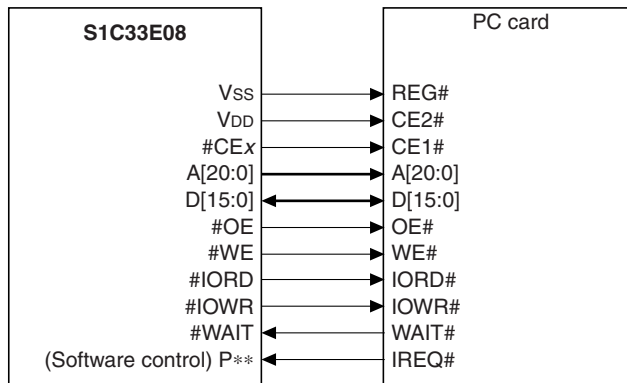 S1C33E08
PC card
VSS REG#
VDD CE2#
#CEx CE1#
A[20:0] A[20:0]
D[15:0] D[15:0]
#OE OE#
#WE WE#
#IORD IORD#
#IOWR IOWR#
#WAIT WAIT#
(Software control) P** IREQ#